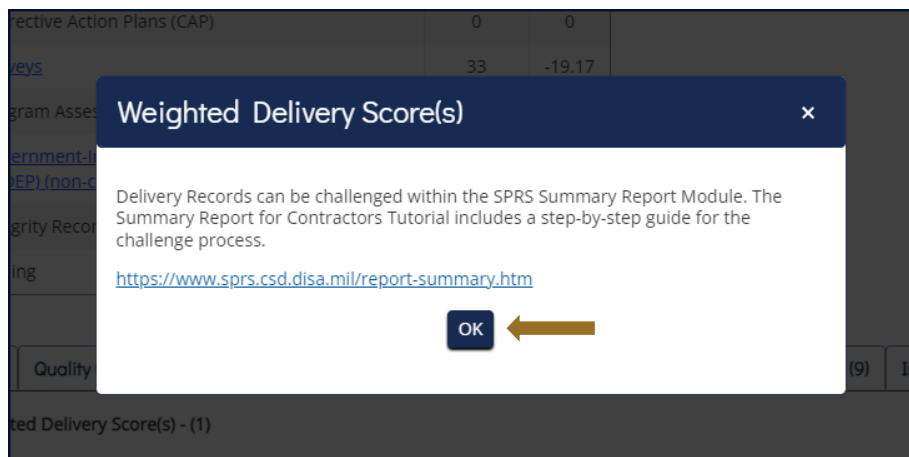 rective Action Plans (CAP) 0 0
veys 33 -19.17
gram Asses
Weighted Delivery Score(s) ×
ernment-I
DEP) (non-c
Delivery Records can be challenged within the SPRS Summary Report Module. The
Summary Report for Contractors Tutorial includes a step-by-step guide for the
challenge process.
grity Recor
ing
https://www.sprs.csd.disa.mil/report-summary.htm
OK
Quality (9) I
ted Delivery Score(s) - (1)